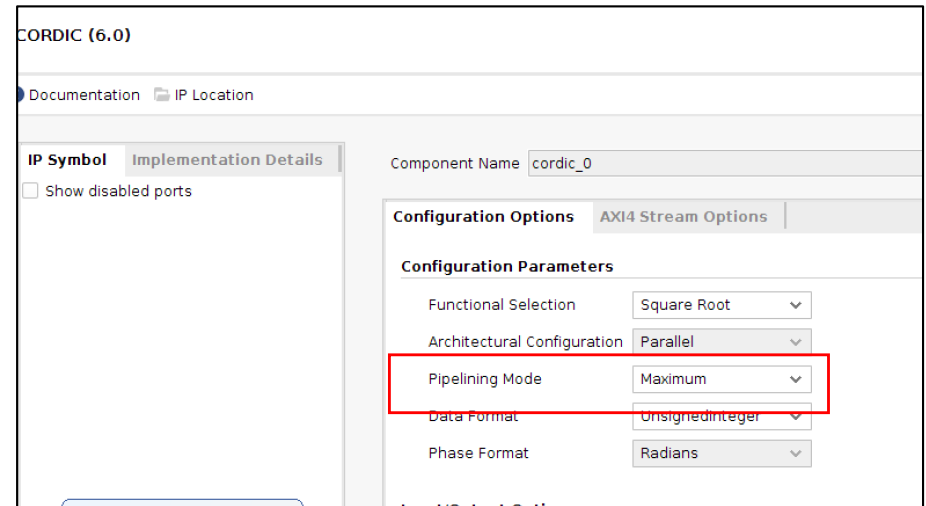 CORDIC (6.0)
Documentation IP Location
IP Symbol Implementation Details
Show disabled ports
Component Name cordic_0
Configuration Options AXI4 Stream Options
Configuration Parameters
Functional Selection Square Root
Architectural Configuration Parallel
Pipelining Mode Maximum
Data Format UnsignedInteger
Phase Format Radians